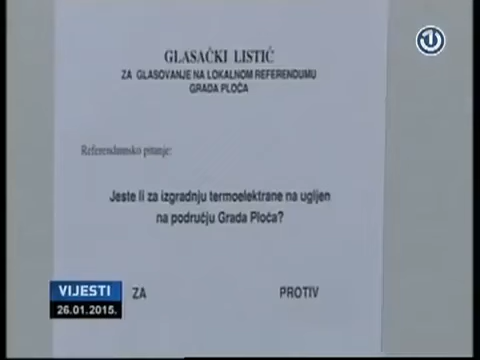 GLASAČKI LISTIĆ
ZA GLASOVANJE NA LOKALNOM REFERENDUMU
GRADA PLOČA
Referendumsko pitanje:
Jeste li za izgradnju termoelektrane na ugljen
na području Grada Ploča?
ZA PROTIV
VIJESTI
26.01.2015.
1